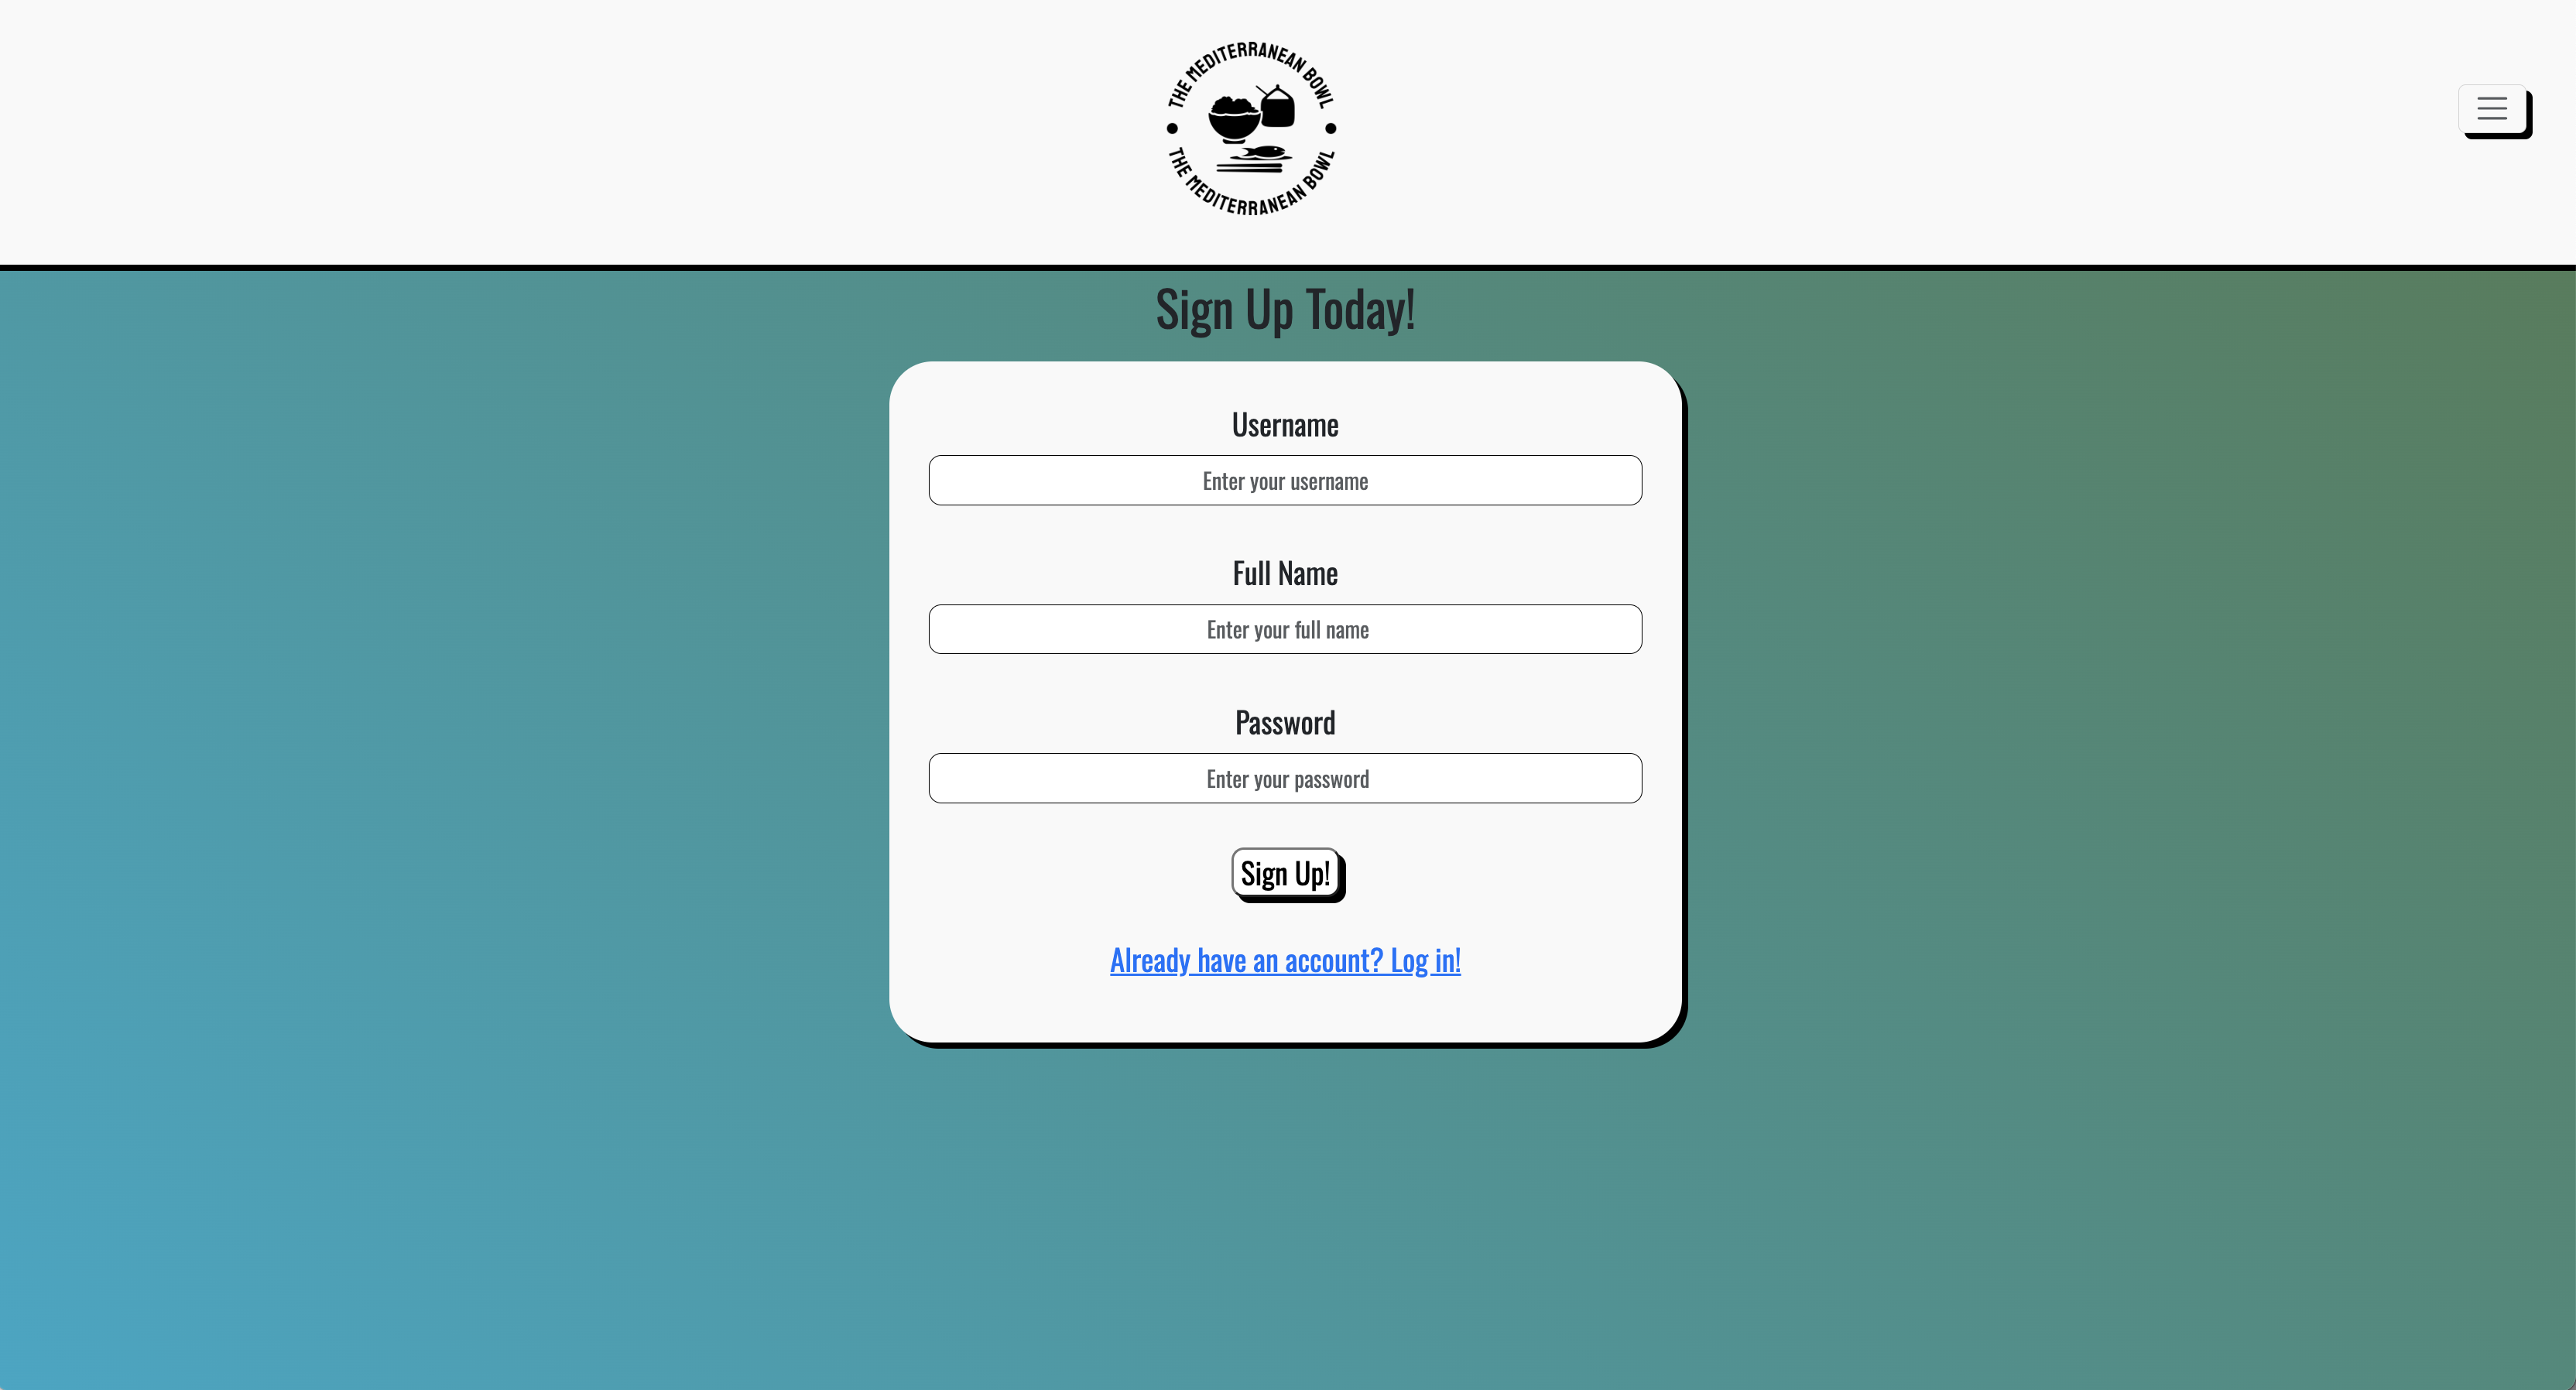 THE MEDITERRANEAN BOWL
THE MEDITERRANEAN BOWL
Sign Up Today!
Username
Enter your username
Full Name
Enter your full name
Password
Enter your password
Sign Up!
Already have an account? Log in!